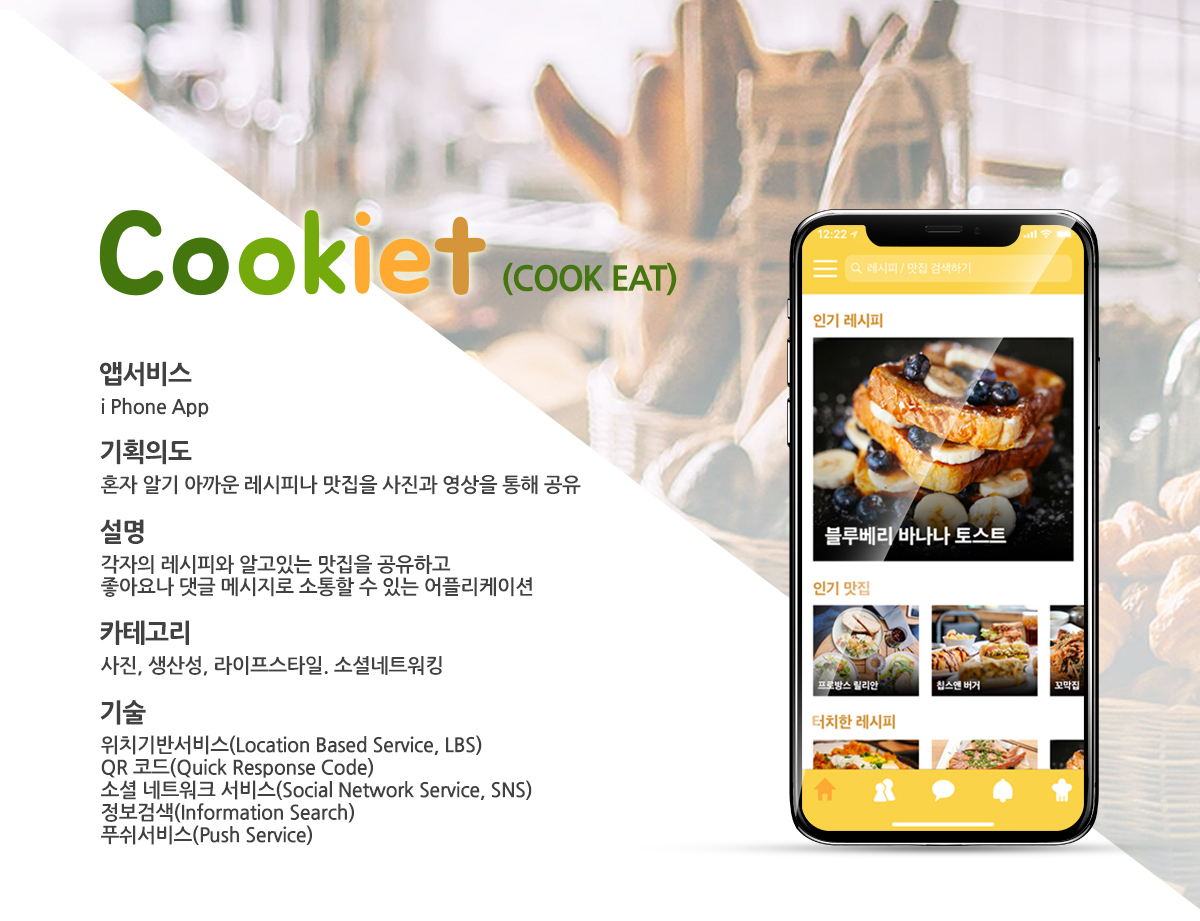 Cookiet (COOK EAT)
앱서비스
i Phone App
기획의도
혼자 알기 아까운 레시피나 맛집을 사진과 영상을 통해 공유
설명
각자의 레시피와 알고있는 맛집을 공유하고
좋아요나 댓글 메시지로 소통할 수 있는 어플리케이션
카테고리
사진, 생산성, 라이프스타일. 소셜네트워킹
기술
위치기반서비스(Location Based Service, LBS)
QR 코드(Quick Response Code)
소셜 네트워크 서비스(Social Network Service, SNS)
정보검색(Information Search)
푸쉬서비스(Push Service)
12:22
레시피 / 맛집 검색하기
인기 레시피
블루베리 바나나 토스트
인기 맛집
프로방스 릴리안
칩스앤 버거
꼬막집
터치한 레시피